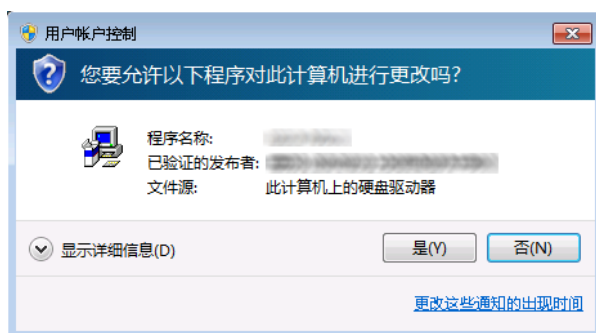 用户帐户控制
您要允许以下程序对此计算机进行更改吗?
程序名称:
已验证的发布者:
文件源: 此计算机上的硬盘驱动器
显示详细信息(D)
是(Y)
否(N)
更改这些通知的出现时间